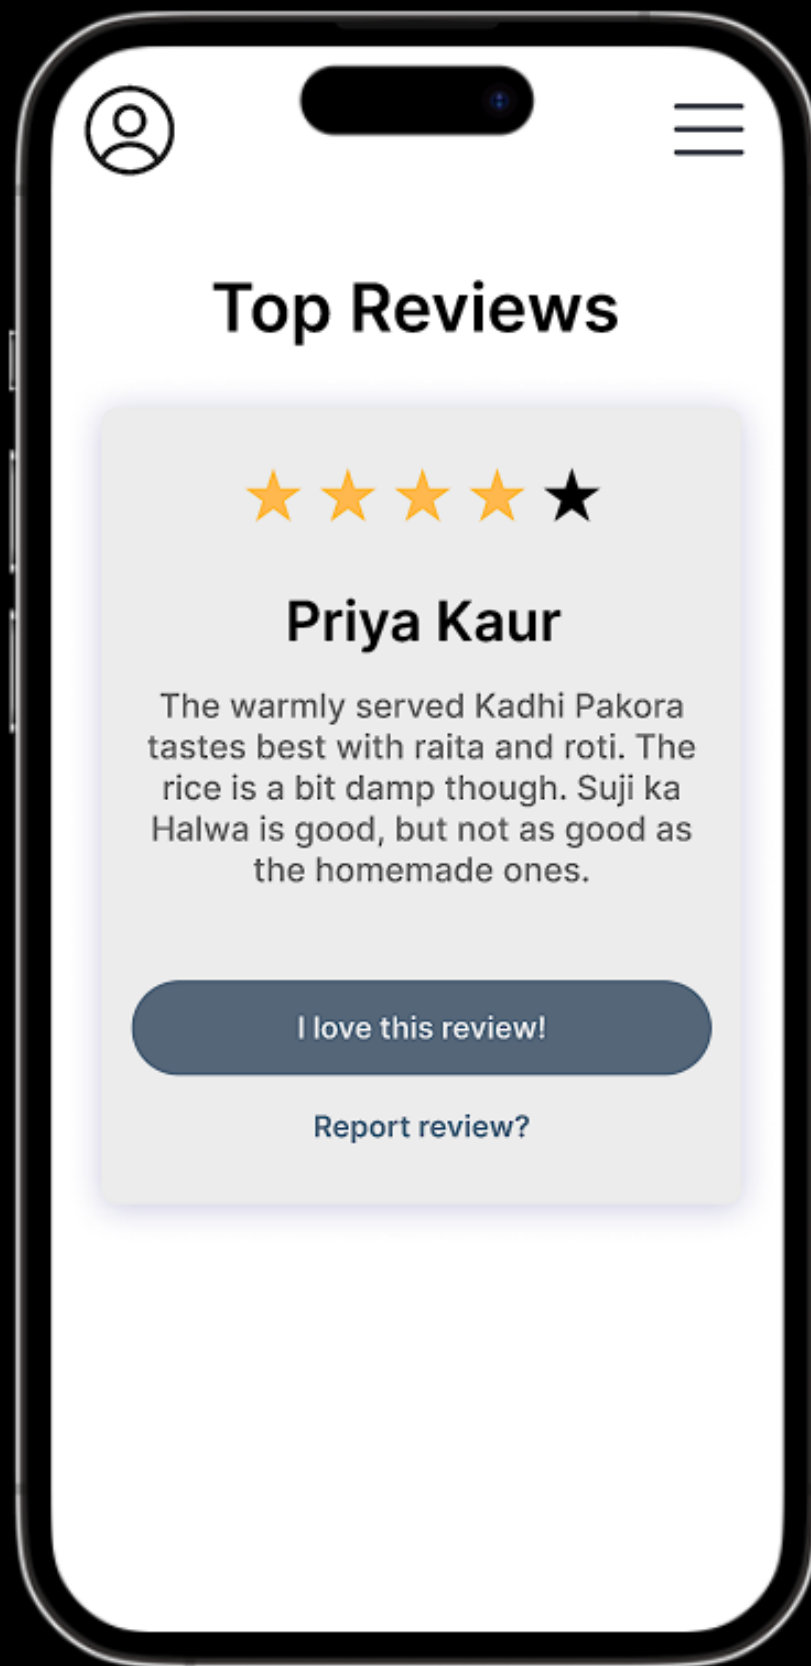 Top Reviews
Priya Kaur
The warmly served Kadhi Pakora
tastes best with raita and roti. The
rice is a bit damp though. Suji ka
Halwa is good, but not as good as
the homemade ones.
I love this review!
Report review?